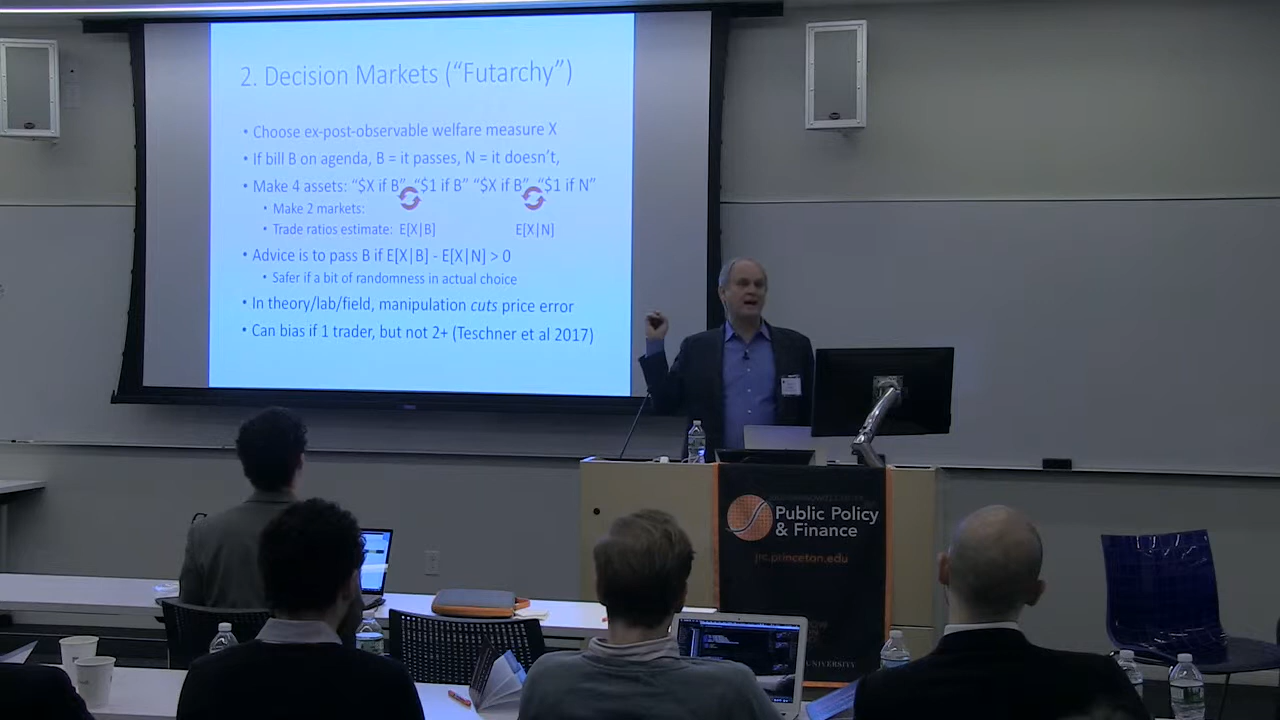 2. Decision Markets (“Futarchy”)
• Choose ex-post-observable welfare measure X
• If bill B on agenda, B = it passes, N = it doesn’t,
• Make 4 assets: “$X if B” “$1 if B” “$X if B” “$1 if N”
• Make 2 markets:
• Trade ratios estimate: E[X|B] E[X|N]
• Advice is to pass B if E[X|B] - E[X|N] > 0
• Safer if a bit of randomness in actual choice
• In theory/lab/field, manipulation cuts price error
• Can bias if 1 trader, but not 2+ (Teschner et al 2017)
Public Policy
& Finance
jrc.princeton.edu
UNIVERSITY